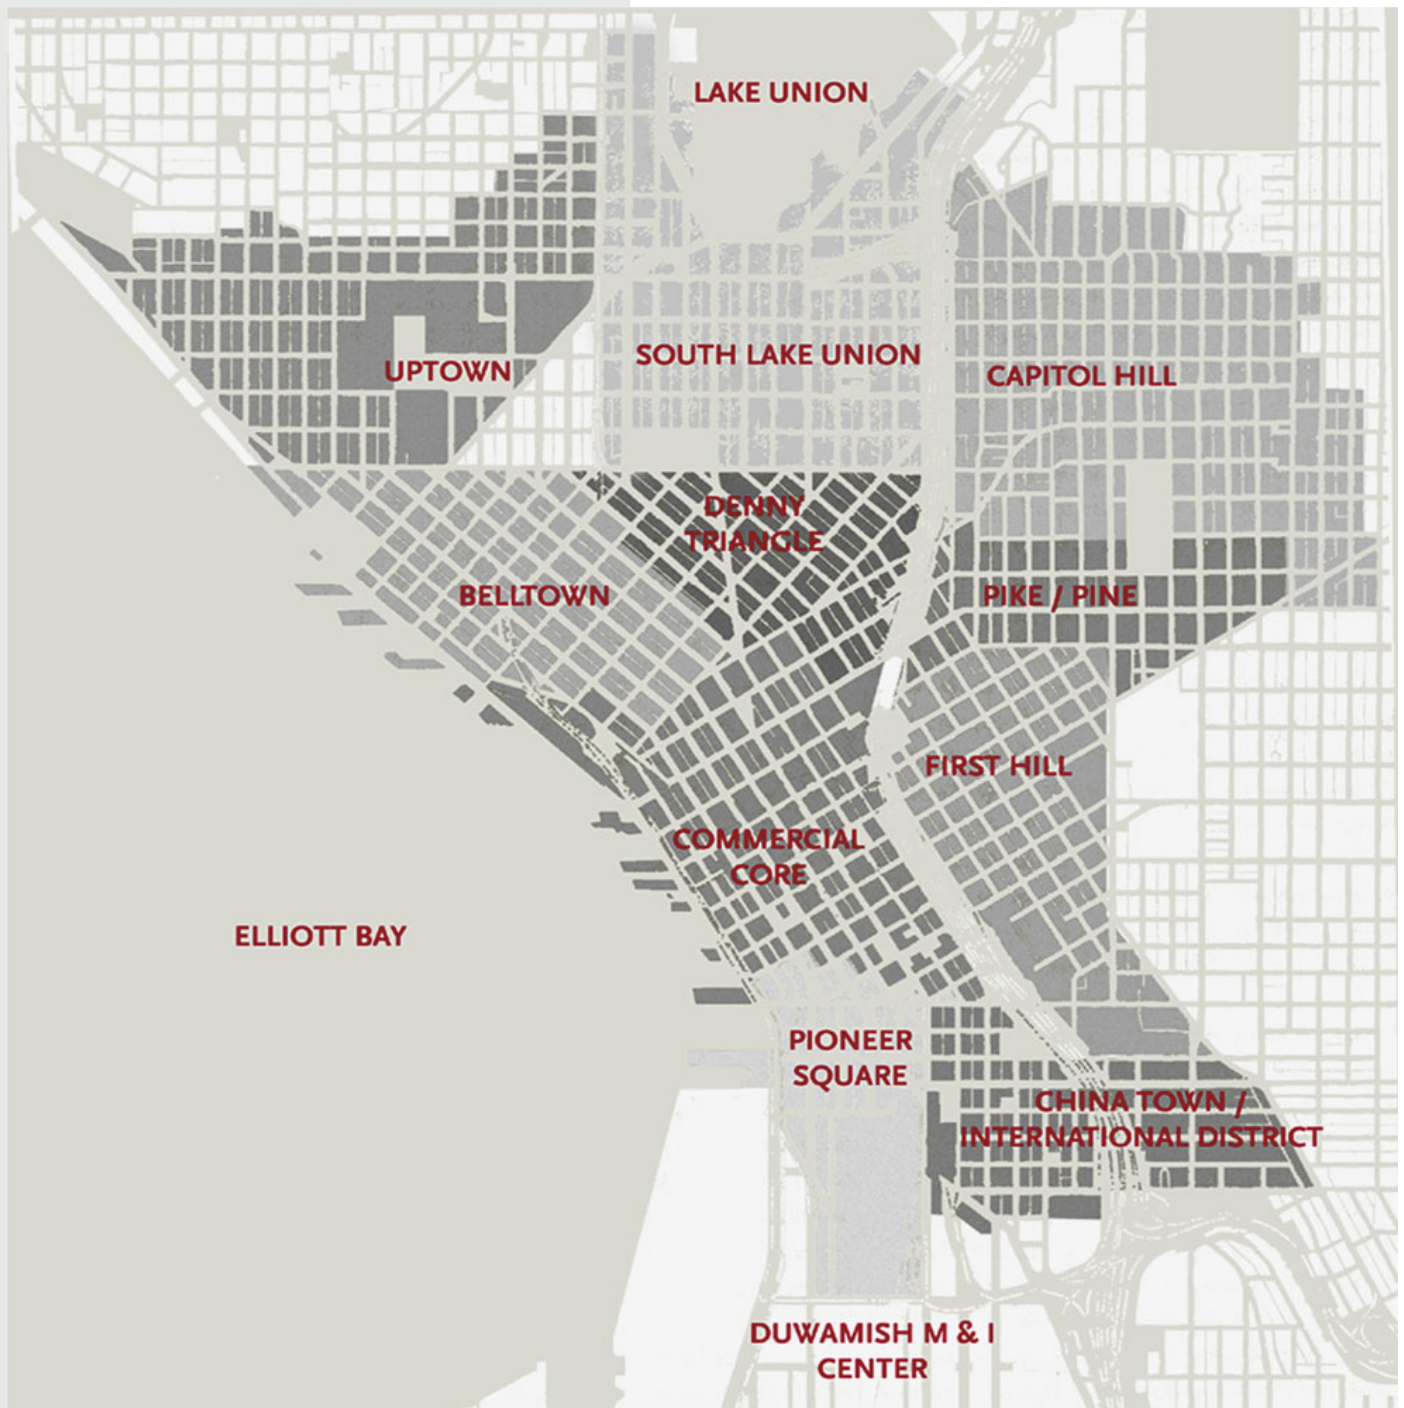 LAKE UNION
SOUTH LAKE UNION
UPTOWN
CAPITOL HILL
DENNY
TRIANGLE
BELLTOWN
PIKE / PINE
FIRST HILL
COMMERCIAL
CORE
ELLIOTT BAY
PIONEER
SQUARE
CHINA TOWN /
INTERNATIONAL DISTRICT
DUWAMISH M & I
CENTER